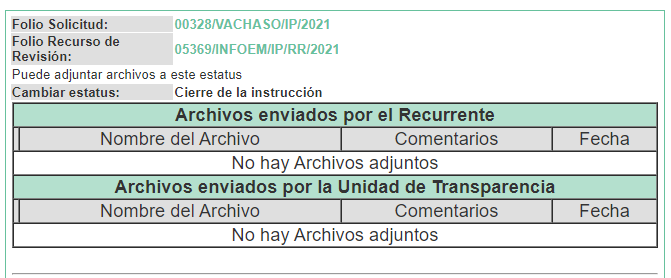 Folio Solicitud: 00328/VACHASO/IP/2021
Folio Recurso de Revisión: 05369/INFOEM/IP/RR/2021
Puede adjuntar archivos a este estatus
Cambiar estatus: Cierre de la instrucción
Archivos enviados por el Recurrente
Nombre del Archivo Comentarios Fecha
No hay Archivos adjuntos
Archivos enviados por la Unidad de Transparencia
Nombre del Archivo Comentarios Fecha
No hay Archivos adjuntos